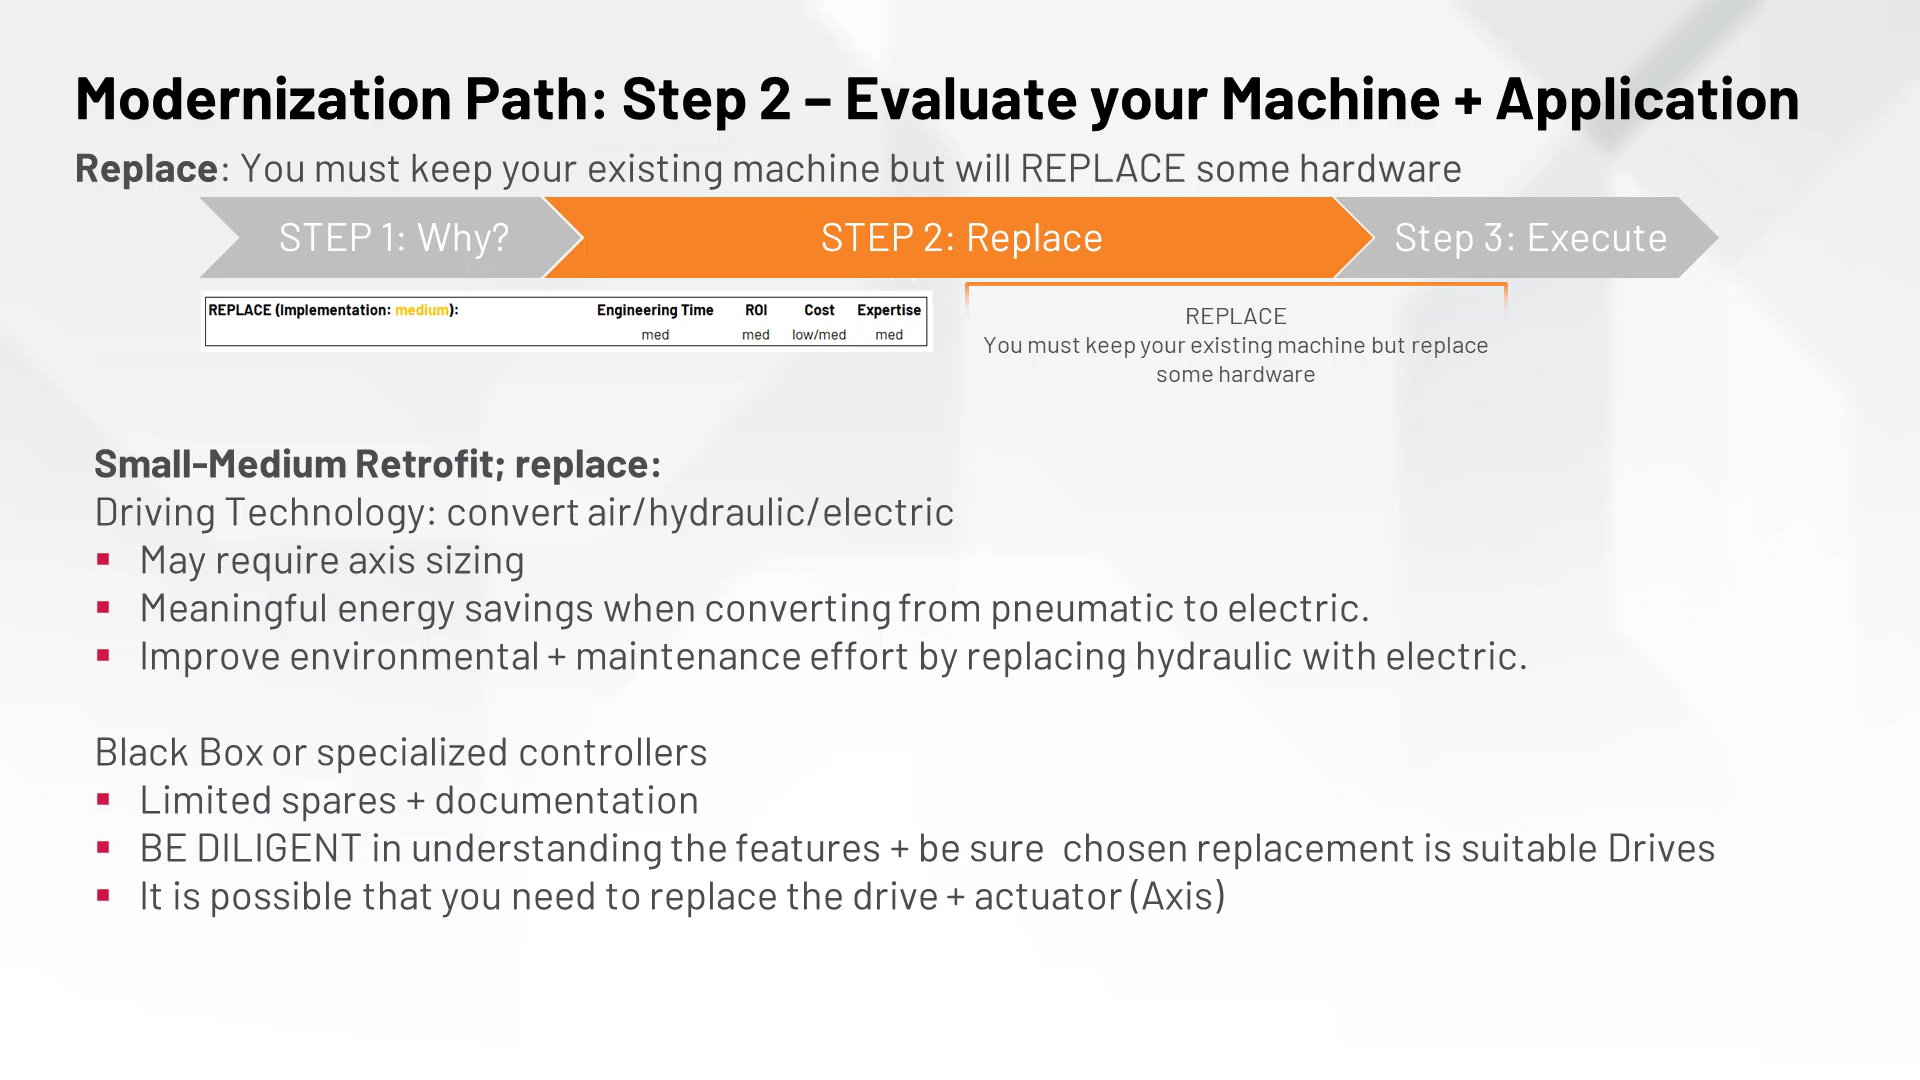 Modernization Path: Step 2 – Evaluate your Machine + Application
Replace: You must keep your existing machine but will REPLACE some hardware
STEP 1: Why?
STEP 2: Replace
Step 3: Execute
REPLACE (Implementation: medium): Engineering Time ROI Cost Expertise
med med low/med med
REPLACE
You must keep your existing machine but replace
some hardware
Small-Medium Retrofit; replace:
Driving Technology: convert air/hydraulic/electric
▪ May require axis sizing
▪ Meaningful energy savings when converting from pneumatic to electric.
▪ Improve environmental + maintenance effort by replacing hydraulic with electric.
Black Box or specialized controllers
▪ Limited spares + documentation
▪ BE DILIGENT in understanding the features + be sure  chosen replacement is suitable Drives
▪ It is possible that you need to replace the drive + actuator (Axis)